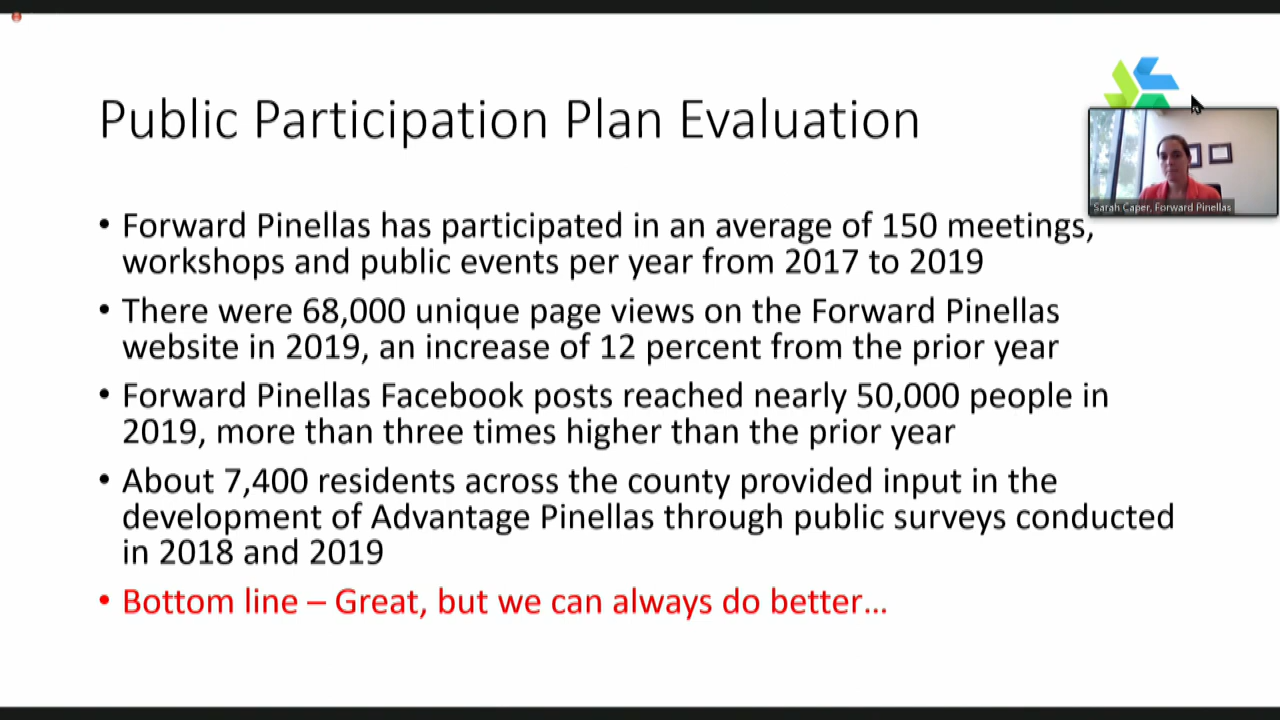 Public Participation Plan Evaluation
Sarah Caper, Forward Pinellas
• Forward Pinellas has participated in an average of 150 meetings,
workshops and public events per year from 2017 to 2019
• There were 68,000 unique page views on the Forward Pinellas
website in 2019, an increase of 12 percent from the prior year
• Forward Pinellas Facebook posts reached nearly 50,000 people in
2019, more than three times higher than the prior year
• About 7,400 residents across the county provided input in the
development of Advantage Pinellas through public surveys conducted
in 2018 and 2019
• Bottom line – Great, but we can always do better…